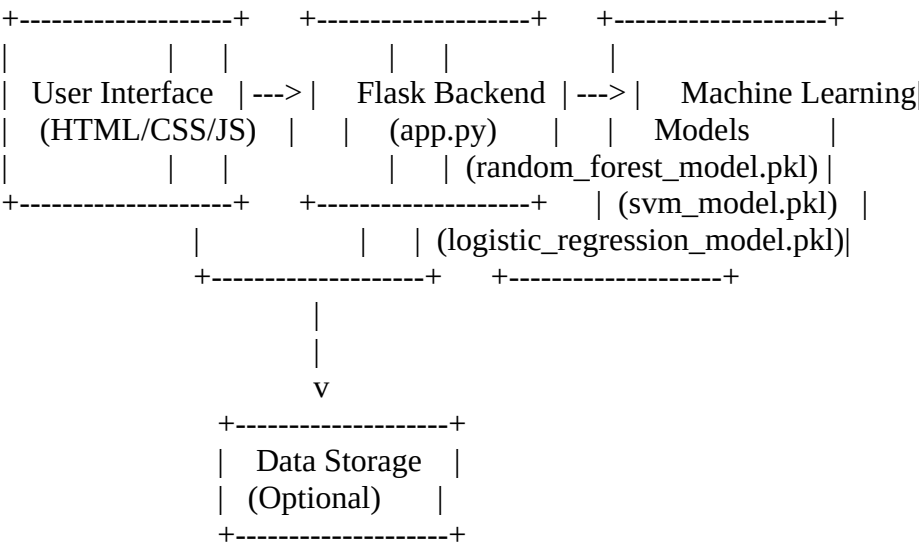 +--------------------+ +--------------------+ +--------------------+
| | | | | |
| User Interface | ---> | Flask Backend | ---> | Machine Learning|
| (HTML/CSS/JS) | | (app.py) | | Models |
| | | | | (random_forest_model.pkl) |
+--------------------+ +--------------------+ | (svm_model.pkl) |
| | | (logistic_regression_model.pkl)|
+--------------------+ +--------------------+
|
|
v
+--------------------+
| Data Storage |
| (Optional) |
+--------------------+